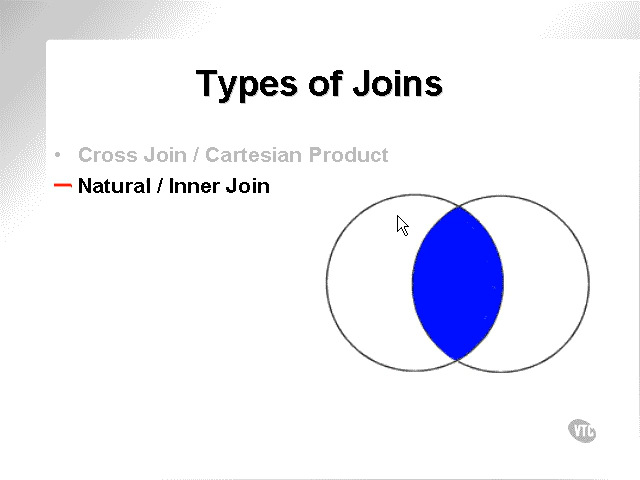 Types of Joins
• Cross Join / Cartesian Product
Natural / Inner Join
VTC